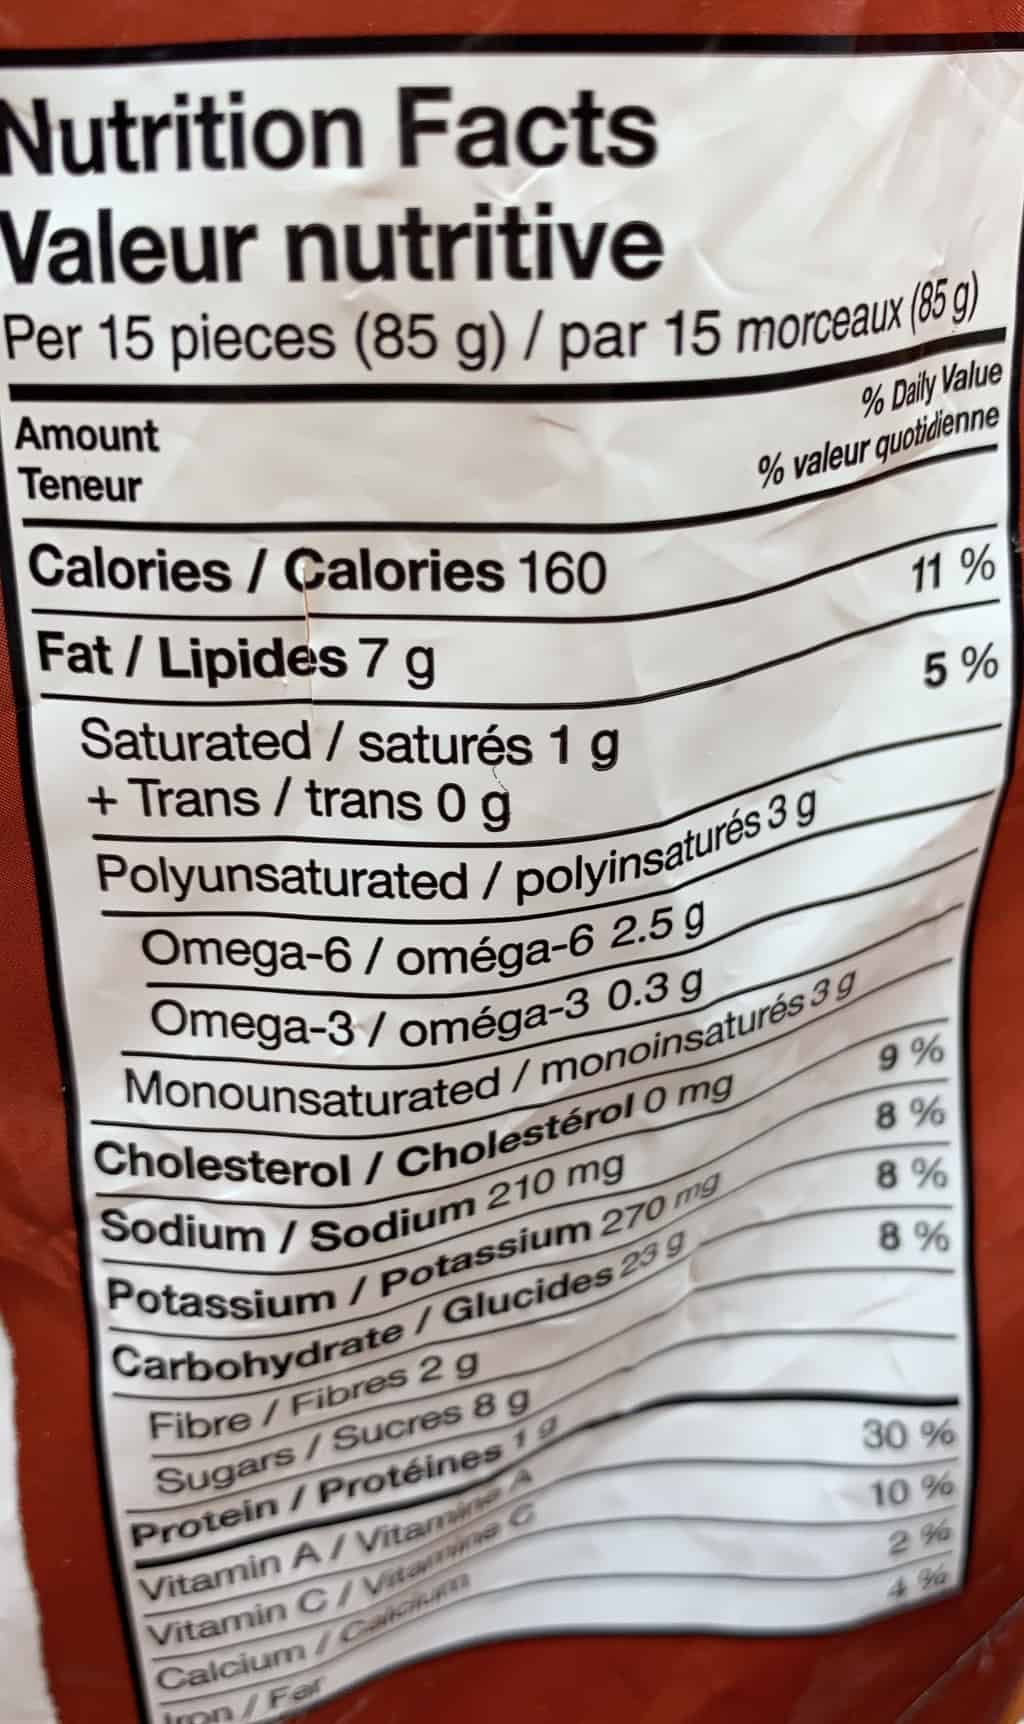 Nutrition Facts
Valeur nutritive
Per 15 pieces (85 g) / par 15 morceaux (85 g)
% Daily Value
Amount
% valeur quotidienne
Teneur
Calories / Calories 160
Fat / Lipides 7 g 11 %
Saturated / saturés 1 g 5 %
+ Trans / trans 0 g
Polyunsaturated / polyinsaturés 3 g
Omega-6 / oméga-6 2.5 g
Omega-3 / oméga-3 0.3 g
Monounsaturated / monoinsaturés 3 g
Cholesterol / Cholestérol 0 mg
Sodium / Sodium 210 mg 9 %
Potassium / Potassium 270 mg 8 %
Carbohydrate / Glucides 23 g 8 %
Fibre / Fibres 2 g 8 %
Sugars / Sucres 8 g
Protein / Protéines 1 g
Vitamin A / Vitamine A 30 %
Vitamin C / Vitamine C 10 %
Calcium / Calcium 2 %
Iron / Fer 4 %